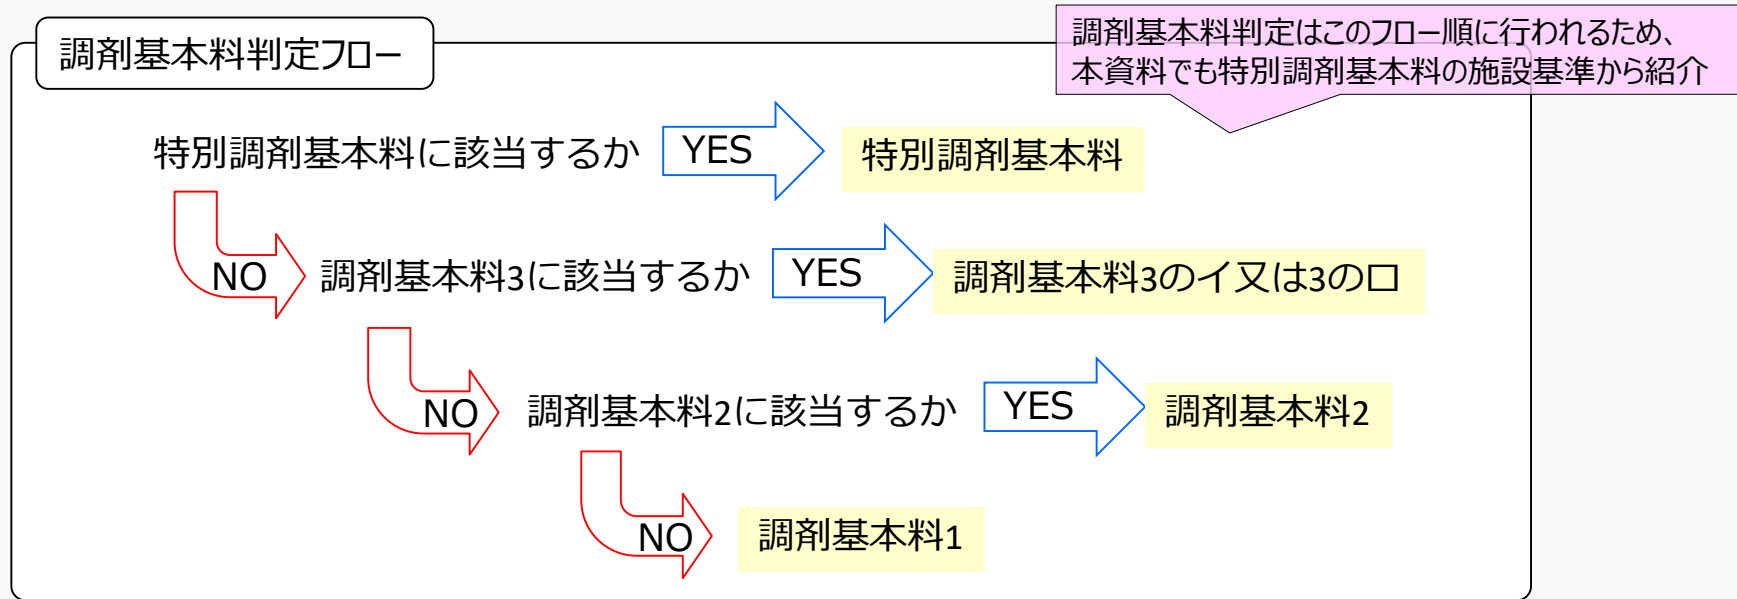 調剤基本料判定フロー
調剤基本料判定はこのフロー順に行われるため、
本資料でも特別調剤基本料の施設基準から紹介
特別調剤基本料に該当するか
YES
特別調剤基本料
NO
調剤基本料3に該当するか
YES
調剤基本料3のイ又は3のロ
NO
調剤基本料2に該当するか
YES
調剤基本料2
NO
調剤基本料1